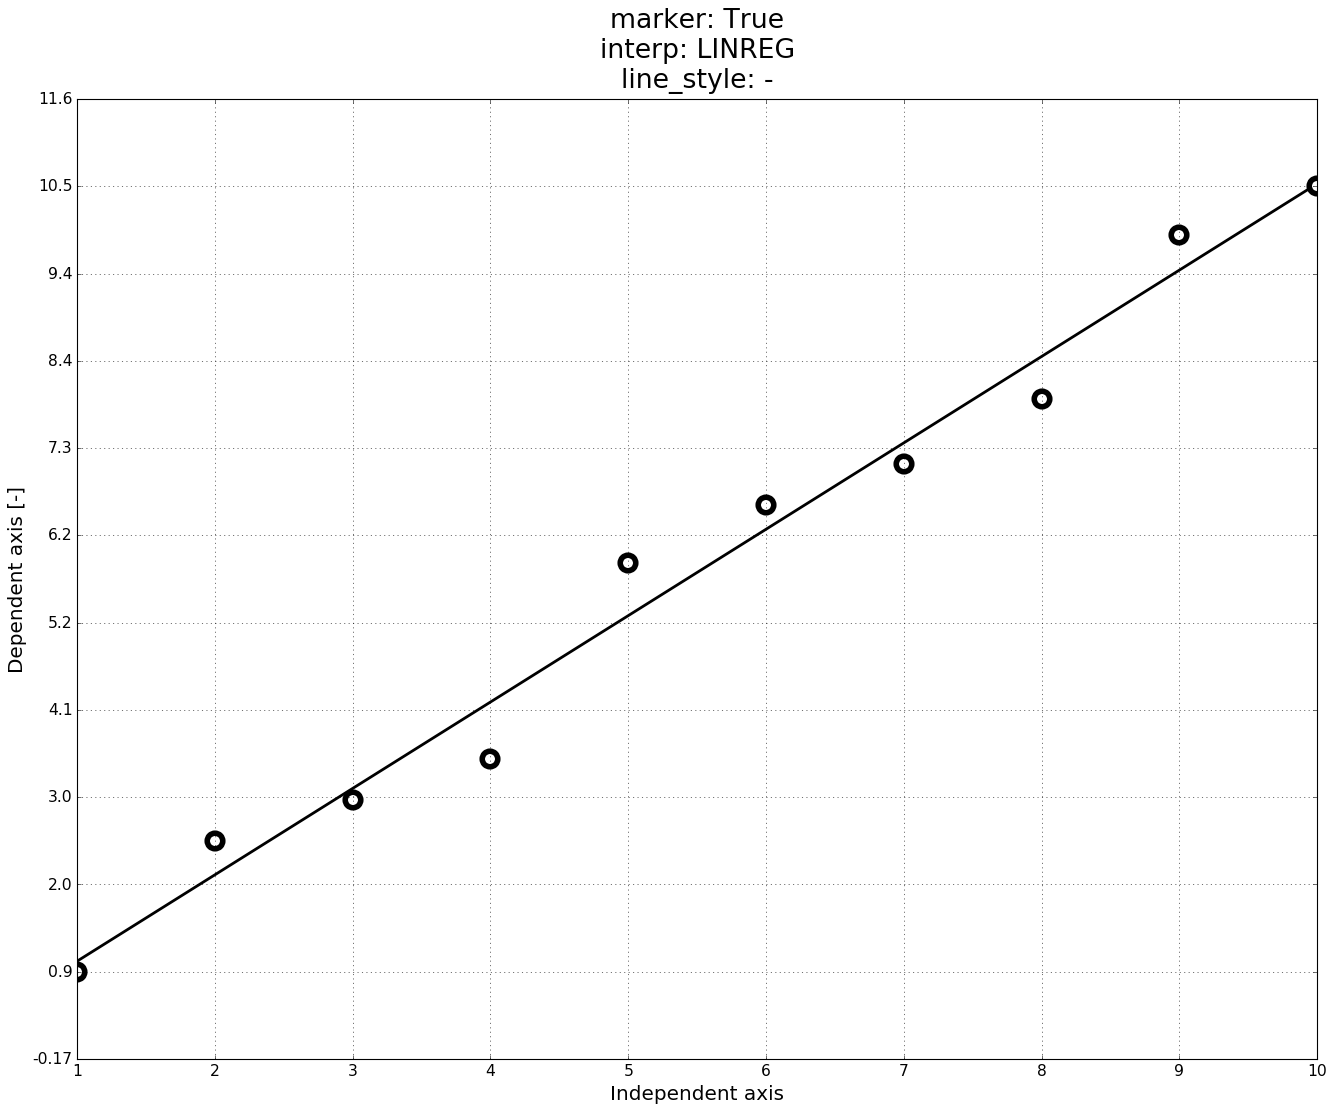 marker: True
interp: LINREG
line_style: -
11.6
10.5
9.4
8.4
7.3
6.2
5.2
4.1
3.0
2.0
0.9
-0.17
Dependent axis [-]
1 2 3 4 5 6 7 8 9 10
Independent axis